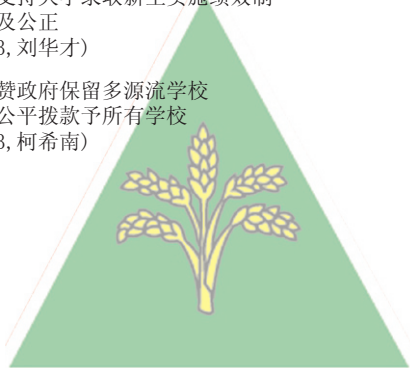 支持大学录取新生实施绩效制
及公正
3,刘华才)
赞政府保留多源流学校
公平拨款予所有学校
3,柯希南)